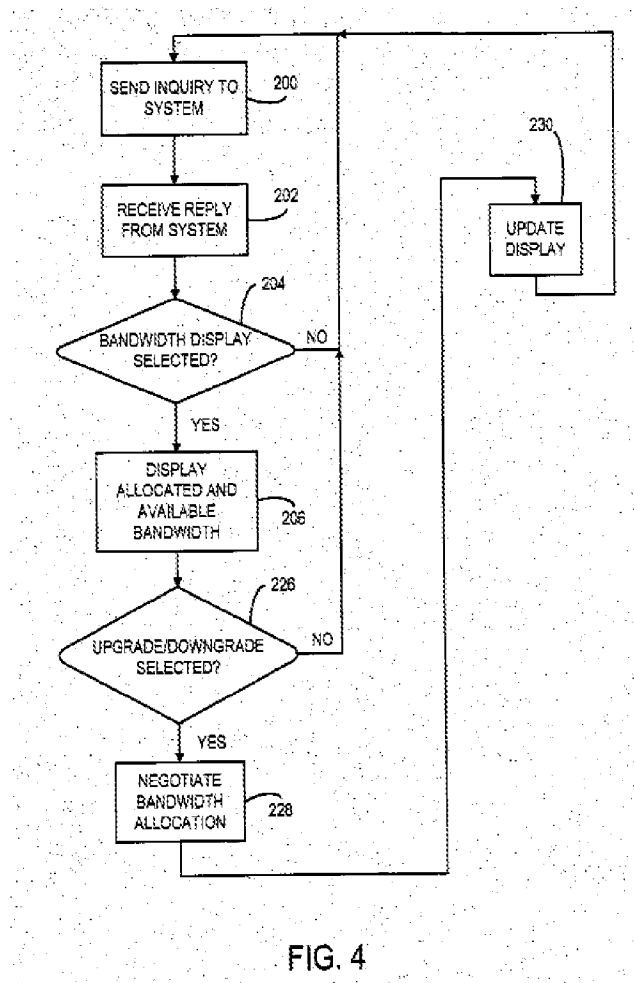 SEND INQUIRY TO
SYSTEM
200
230
RECEIVE REPLY
FROM SYSTEM
202
UPDATE
DISPLAY
204
BANDWIDTH DISPLAY
SELECTED?
NO
YES
DISPLAY
ALLOCATED AND
AVAILABLE
BANDWIDTH
206
226
UPGRADE/DOWNGRADE
SELECTED?
NO
YES
NEGOTIATE
BANDWIDTH
ALLOCATION
228
FIG. 4